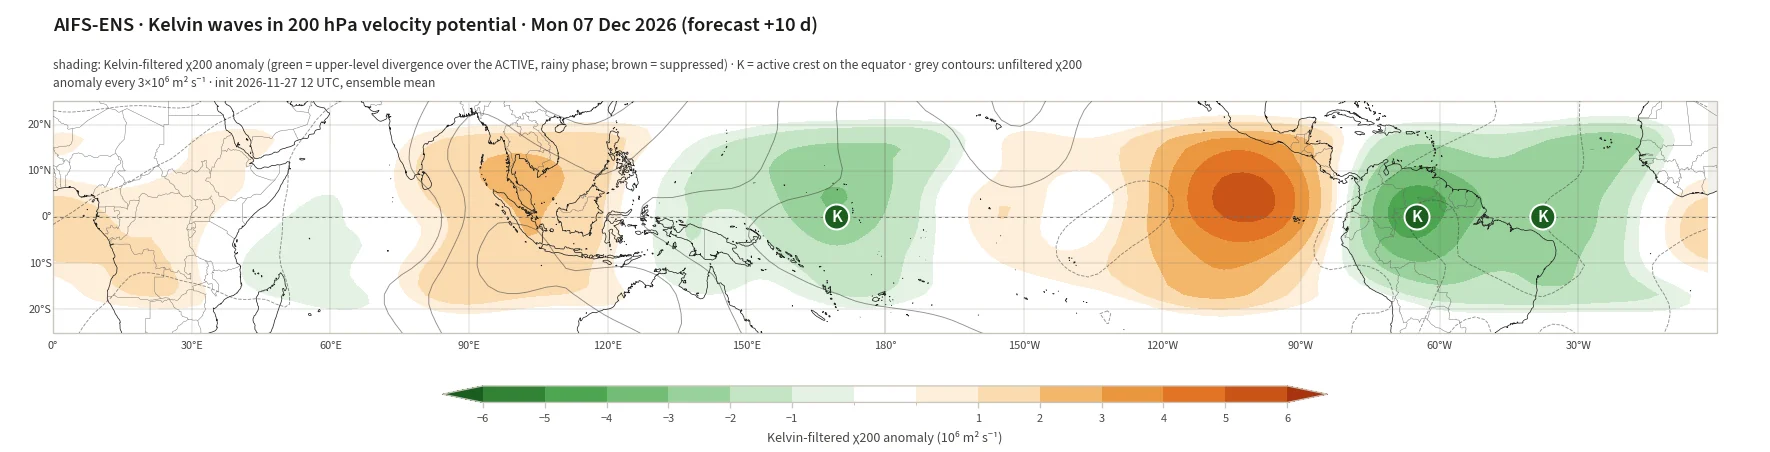 AIFS-ENS · Kelvin waves in 200 hPa velocity potential · Mon 07 Dec 2026 (forecast +10 d)
shading: Kelvin-filtered χ200 anomaly (green = upper-level divergence over the ACTIVE, rainy phase; brown = suppressed) · K = active crest on the equator · grey contours: unfiltered χ200
anomaly every 3×10⁶ m² s⁻¹ · init 2026-11-27 12 UTC, ensemble mean
20°N
10°N
0°
10°S
20°S
K
K
K
0° 30°E 60°E 90°E 120°E 150°E 180° 150°W 120°W 90°W 60°W 30°W
−6 −5 −4 −3 −2 −1 1 2 3 4 5 6
Kelvin-filtered χ200 anomaly (10⁶ m² s⁻¹)